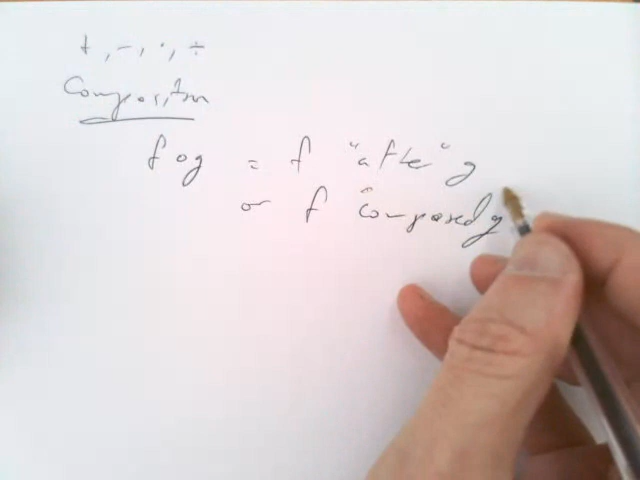 +, -, ·, ÷
Composition
f o g = f "after" g
or f "composed g